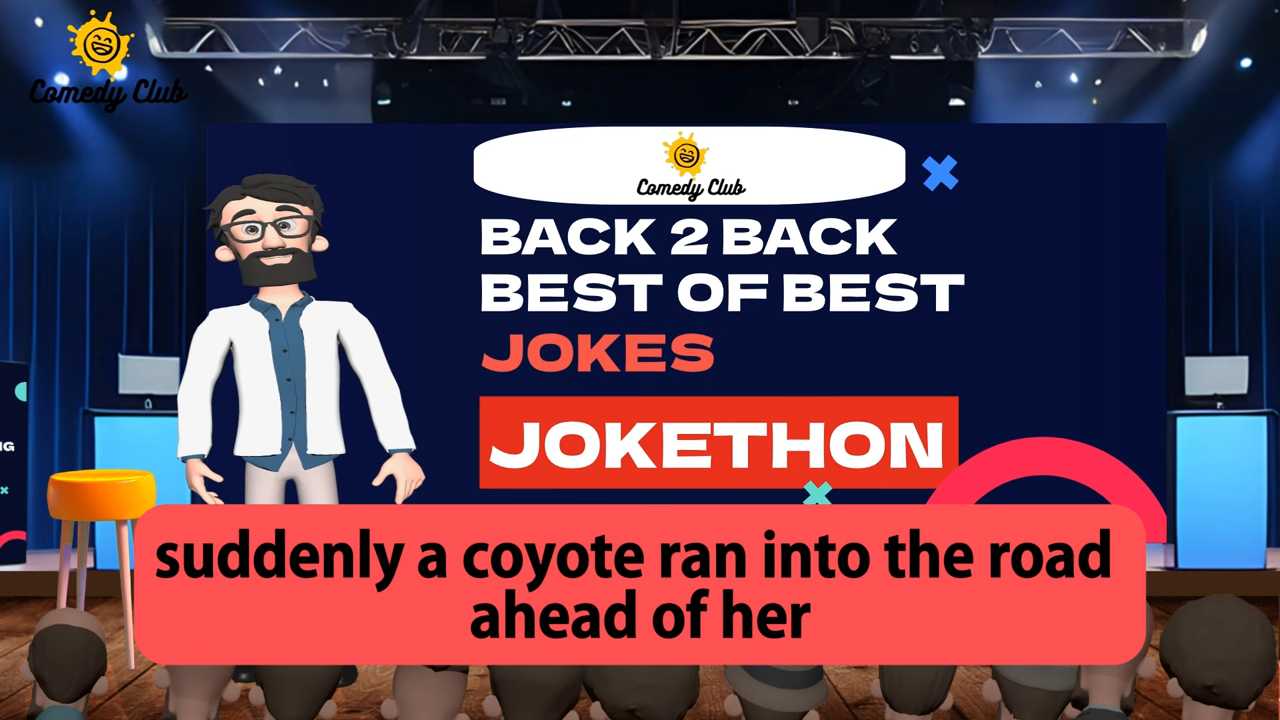 Comedy Club
Comedy Club
BACK 2 BACK
BEST OF BEST
JOKES
JOKETHON
suddenly a coyote ran into the road
ahead of her